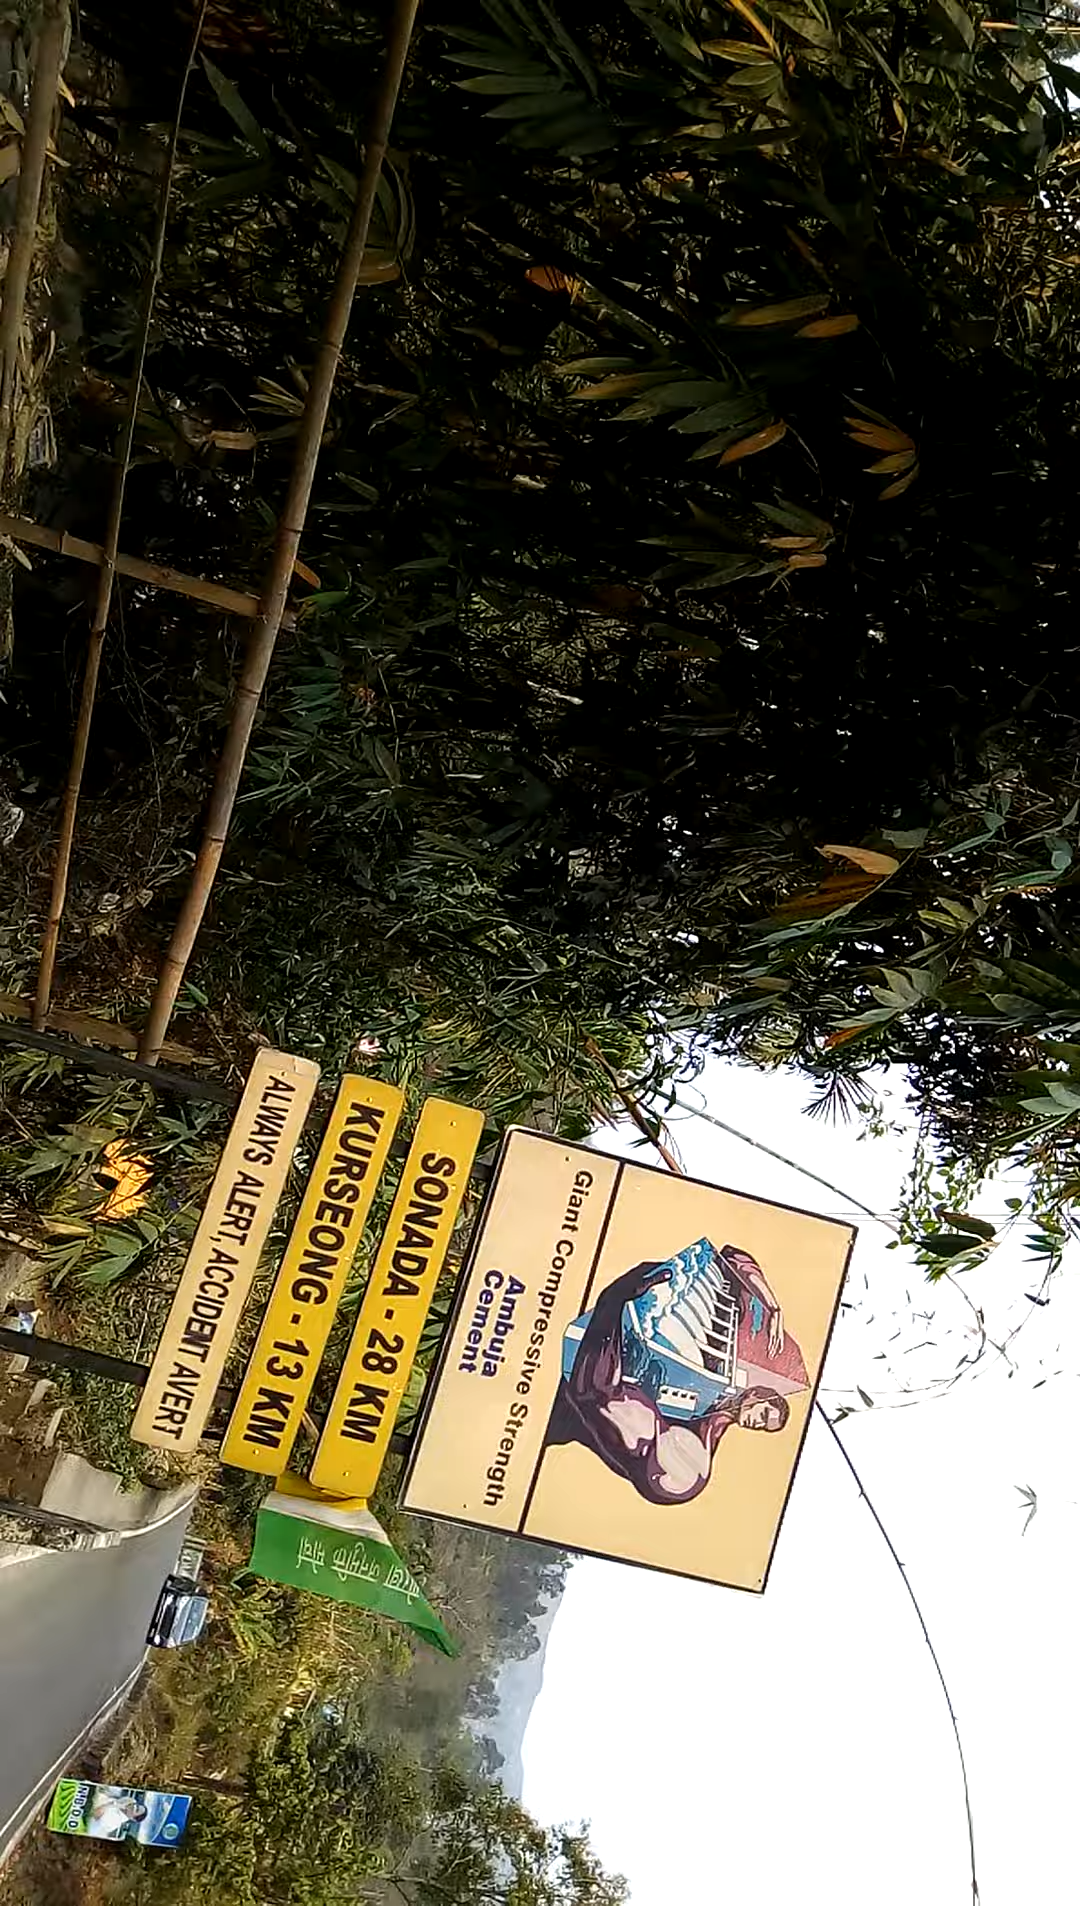 Giant Compressive Strength
Ambuja
Cement
SONADA - 28 KM
KURSEONG - 13 KM
ALWAYS ALERT, ACCIDENT AVERT